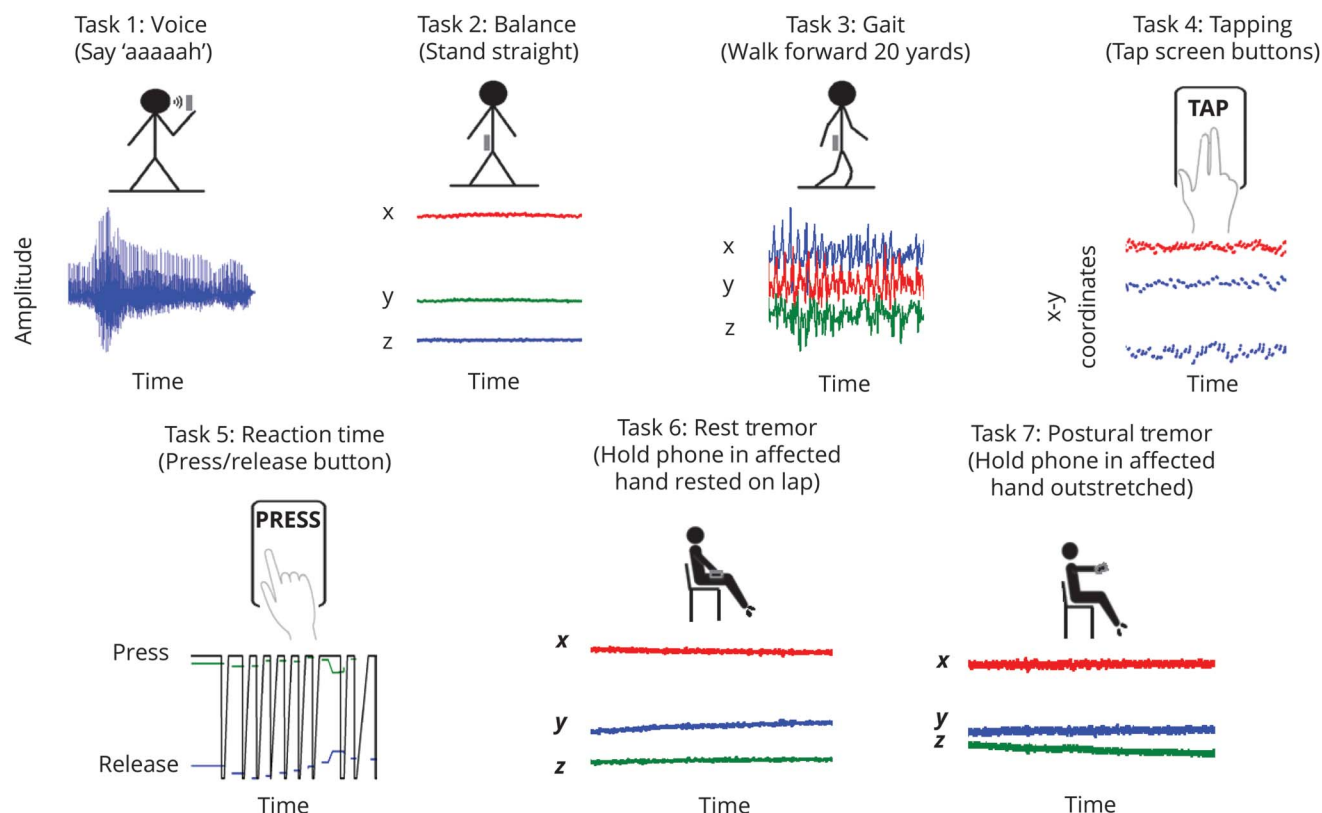 Task 1: Voice
(Say ‘aaaaah’)
Amplitude
Time
Task 2: Balance
(Stand straight)
x
y
z
Time
Task 3: Gait
(Walk forward 20 yards)
x
y
z
Time
Task 4: Tapping
(Tap screen buttons)
TAP
x-y
coordinates
Time
Task 5: Reaction time
(Press/release button)
PRESS
Press
Release
Time
Task 6: Rest tremor
(Hold phone in affected
hand rested on lap)
x
y
z
Time
Task 7: Postural tremor
(Hold phone in affected
hand outstretched)
x
y
z
Time